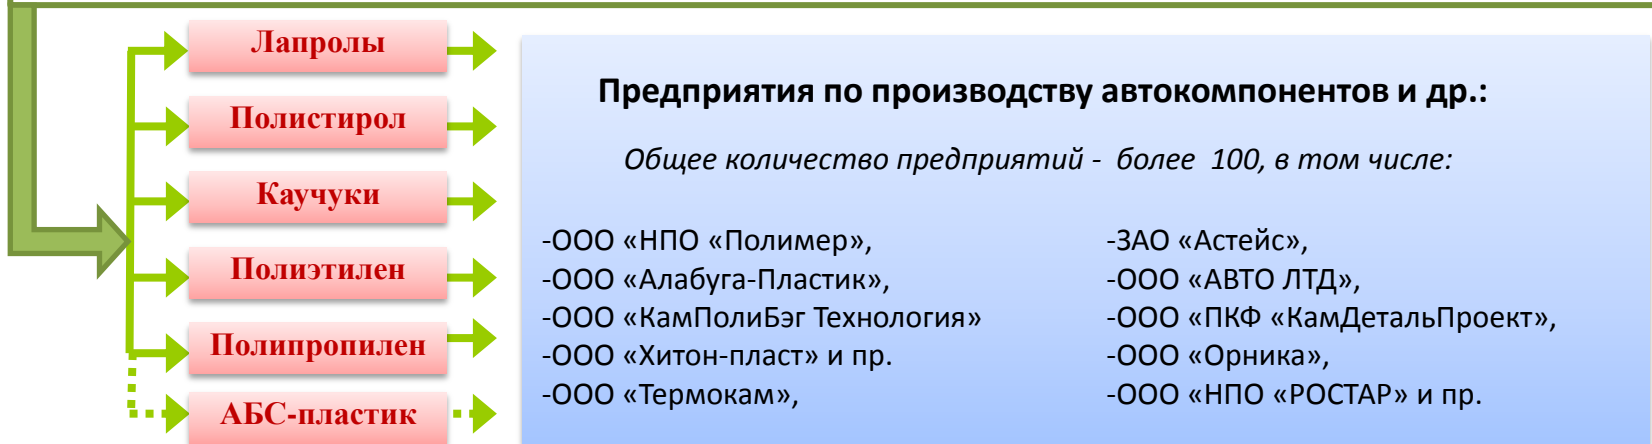 Лапролы
Полистирол
Каучуки
Полиэтилен
Полипропилен
АБС-пластик
Предприятия по производству автокомпонентов и др.:
Общее количество предприятий - более 100, в том числе:
-ООО «НПО «Полимер»,
-ООО «Алабуга-Пластик»,
-ООО «КамПолиБэг Технология»
-ООО «Хитон-пласт» и пр.
-ООО «Термокам»,
-ЗАО «Астейс»,
-ООО «АВТО ЛТД»,
-ООО «ПКФ «КамДетальПроект»,
-ООО «Орника»,
-ООО «НПО «РОСТАР» и пр.